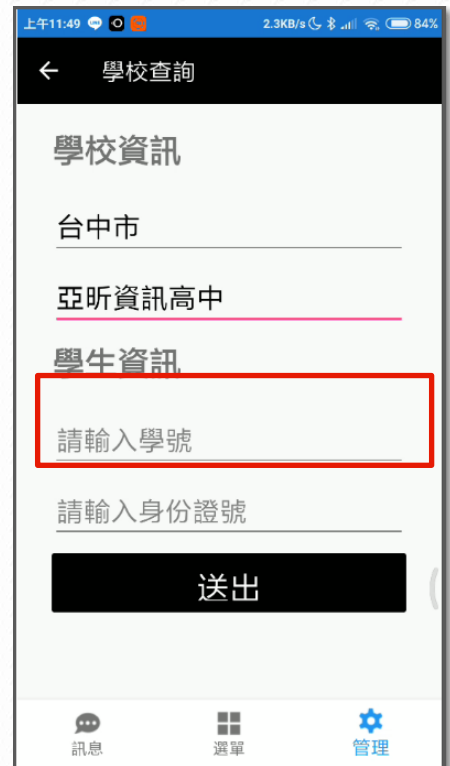 上午11:49 2.3KB/s 84%
學校查詢
學校資訊
台中市
亞昕資訊高中
學生資訊
請輸入學號
請輸入身份證號
送出
訊息 選單 管理